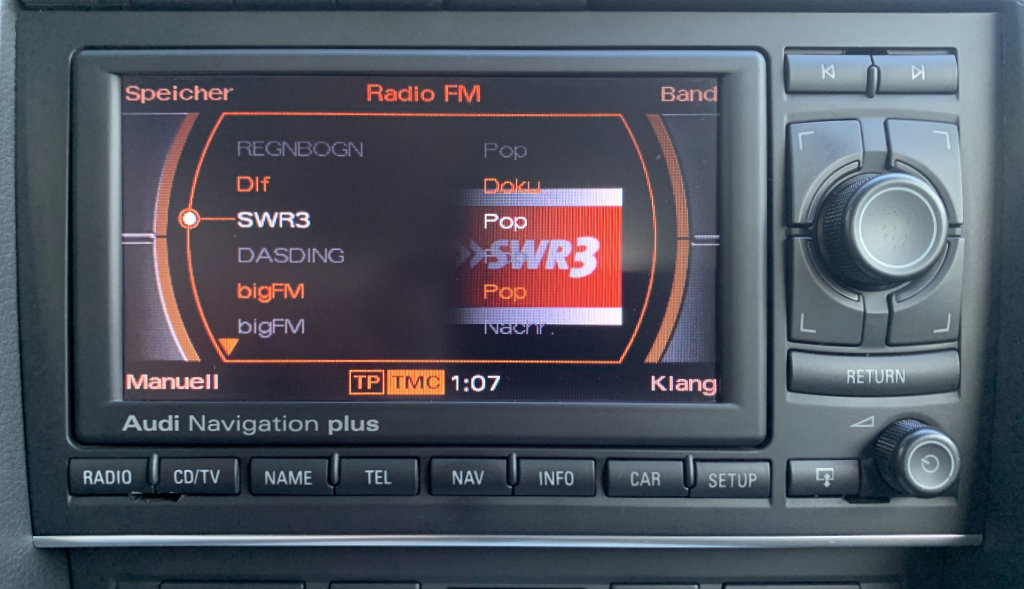 Speicher Radio FM Band
REGNBOGN Pop
Dlf Doku
SWR3 Pop
DASDING
SWR3
bigFM Pop
bigFM Nachr.
Manuell TP TMC 1:07 Klang
Audi Navigation plus
RETURN
RADIO CD/TV NAME TEL NAV INFO CAR SETUP